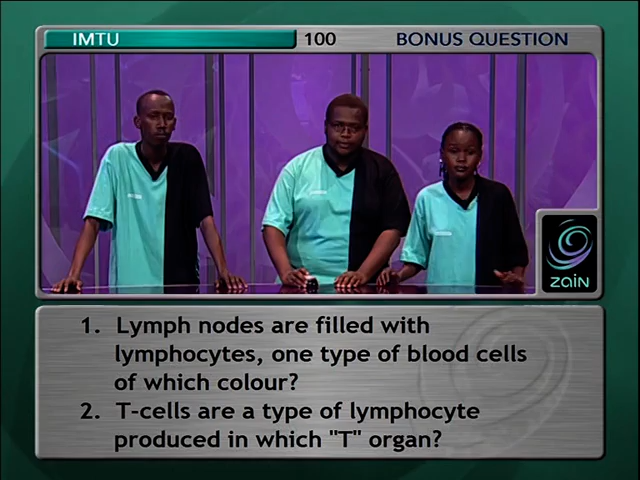 IMTU 100 BONUS QUESTION
zain
1. Lymph nodes are filled with
lymphocytes, one type of blood cells
of which colour?
2. T-cells are a type of lymphocyte
produced in which "T" organ?